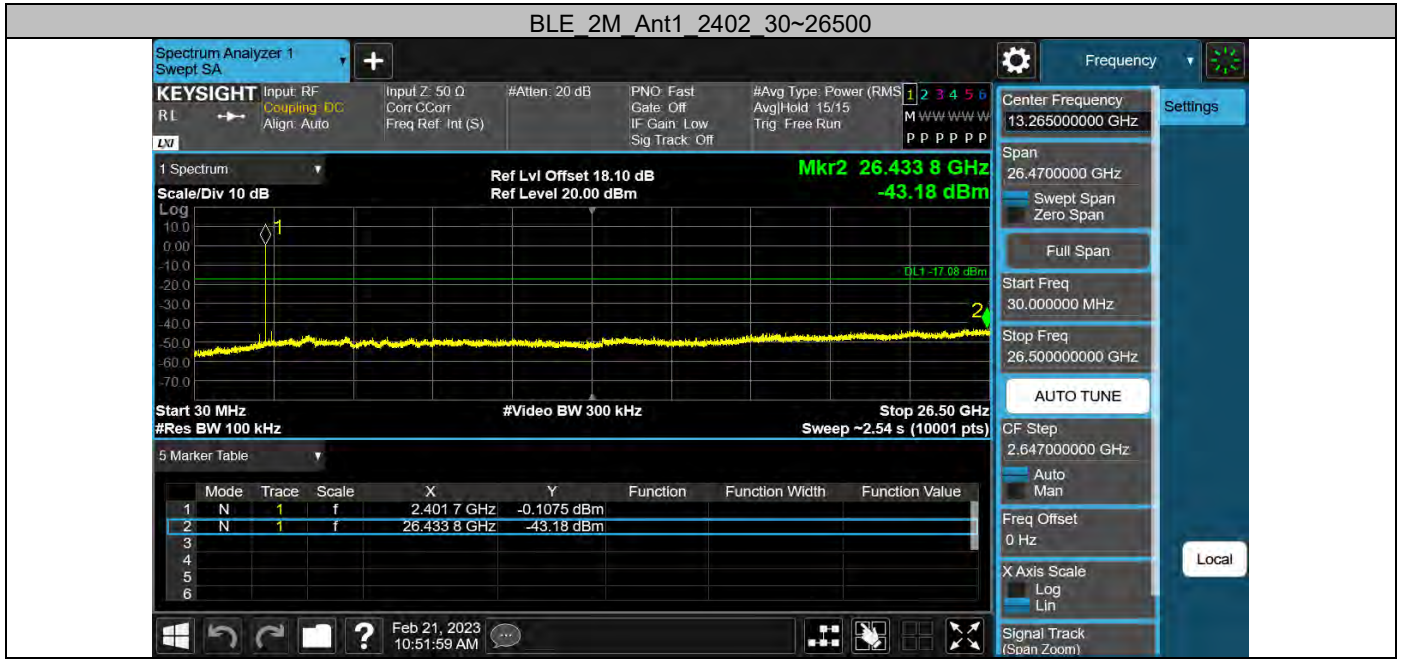 BLE_2M_Ant1_2402_30~26500
Spectrum Analyzer 1
Swept SA
Frequency
KEYSIGHT
RL
LXI
Input: RF
Coupling: DC
Align: Auto
Input Z: 50 Ω
Corr CCorr
Freq Ref: Int (S)
#Atten: 20 dB
PNO: Fast
Gate: Off
IF Gain: Low
Sig Track: Off
#Avg Type: Power (RMS
Avg|Hold: 15/15
Trig: Free Run
1 2 3 4 5 6
M W W W W W
P P P P P P
1 Spectrum
Scale/Div 10 dB
Log
Ref Lvl Offset 18.10 dB
Ref Level 20.00 dBm
Mkr2 26.433 8 GHz
-43.18 dBm
10.0
0.00
-10.0
-20.0
-30.0
-40.0
-50.0
-60.0
-70.0
1
DL1 -17.08 dBm
2
Start 30 MHz
#Video BW 300 kHz
Stop 26.50 GHz
#Res BW 100 kHz
Sweep ~2.54 s (10001 pts)
5 Marker Table
Mode Trace Scale X Y Function Function Width Function Value
1 N 1 f 2.401 7 GHz -0.1075 dBm
2 N 1 f 26.433 8 GHz -43.18 dBm
3
4
5
6
Feb 21, 2023
10:51:59 AM
Center Frequency
13.265000000 GHz
Settings
Span
26.4700000 GHz
Swept Span
Zero Span
Full Span
Start Freq
30.000000 MHz
Stop Freq
26.500000000 GHz
AUTO TUNE
CF Step
2.647000000 GHz
Auto
Man
Freq Offset
0 Hz
X Axis Scale
Log
Lin
Signal Track
(Span Zoom)
Local